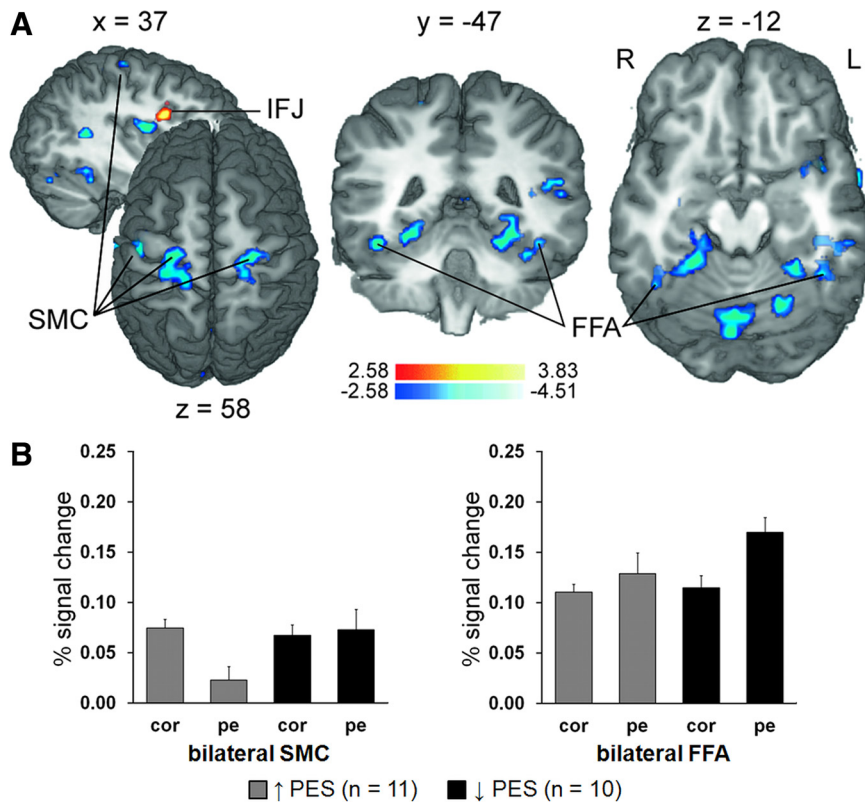 A
x = 37
y = -47
z = -12
R
L
IFJ
SMC
FFA
2.58 3.83
-2.58 -4.51
z = 58
B
% signal change
0.25
0.20
0.15
0.10
0.05
0.00
cor pe cor pe
bilateral SMC
% signal change
0.25
0.20
0.15
0.10
0.05
0.00
cor pe cor pe
bilateral FFA
↑ PES (n = 11) ↓ PES (n = 10)